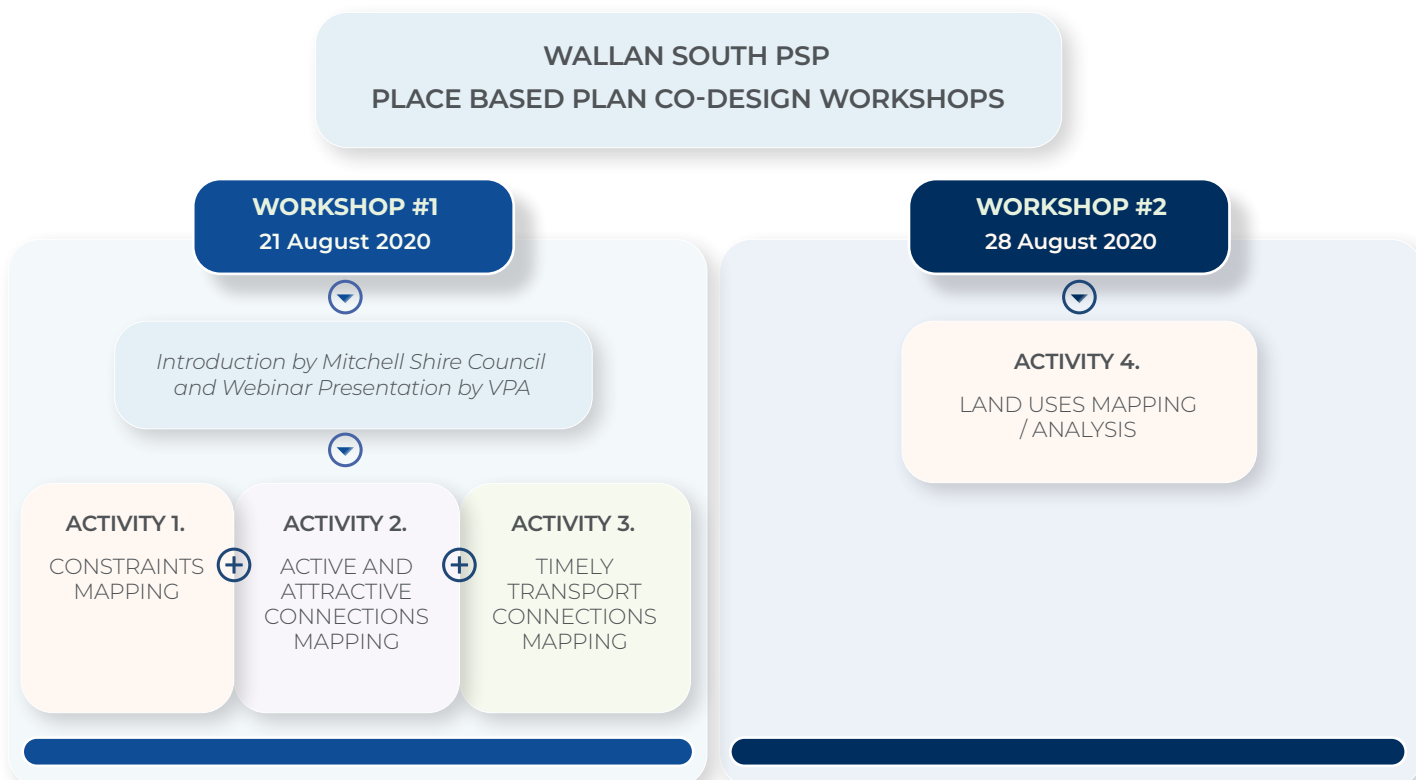 WALLAN SOUTH PSP
PLACE BASED PLAN CO-DESIGN WORKSHOPS
WORKSHOP #1
21 August 2020
Introduction by Mitchell Shire Council
and Webinar Presentation by VPA
ACTIVITY 1.
CONSTRAINTS
MAPPING
ACTIVITY 2.
ACTIVE AND
ATTRACTIVE
CONNECTIONS
MAPPING
ACTIVITY 3.
TIMELY
TRANSPORT
CONNECTIONS
MAPPING
WORKSHOP #2
28 August 2020
ACTIVITY 4.
LAND USES MAPPING
/ ANALYSIS